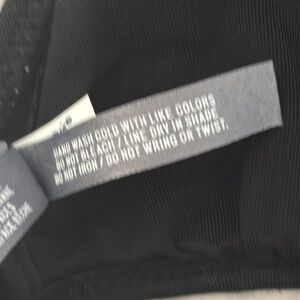 HAND WASH COLD WITH LIKE COLORS
DO NOT BLEACH / LINE DRY IN SHADE.
DO NOT IRON / DO NOT WRING OR TWIST.